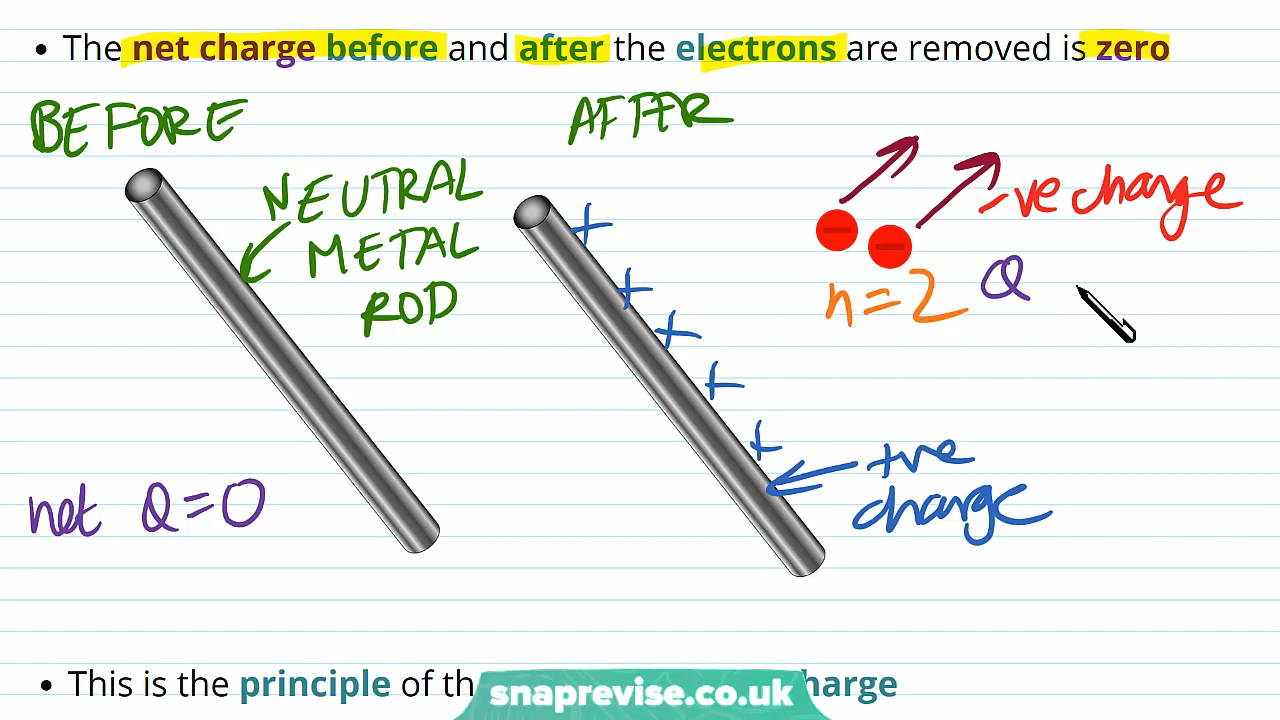 • The net charge before and after the electrons are removed is zero
BEFORE
AFTER
NEUTRAL
METAL
ROD
-ve charge
n=2 Q
+
+
+
+
+
+ve
charge
net Q=0
• This is the principle of th
harge
snaprevise.co.uk